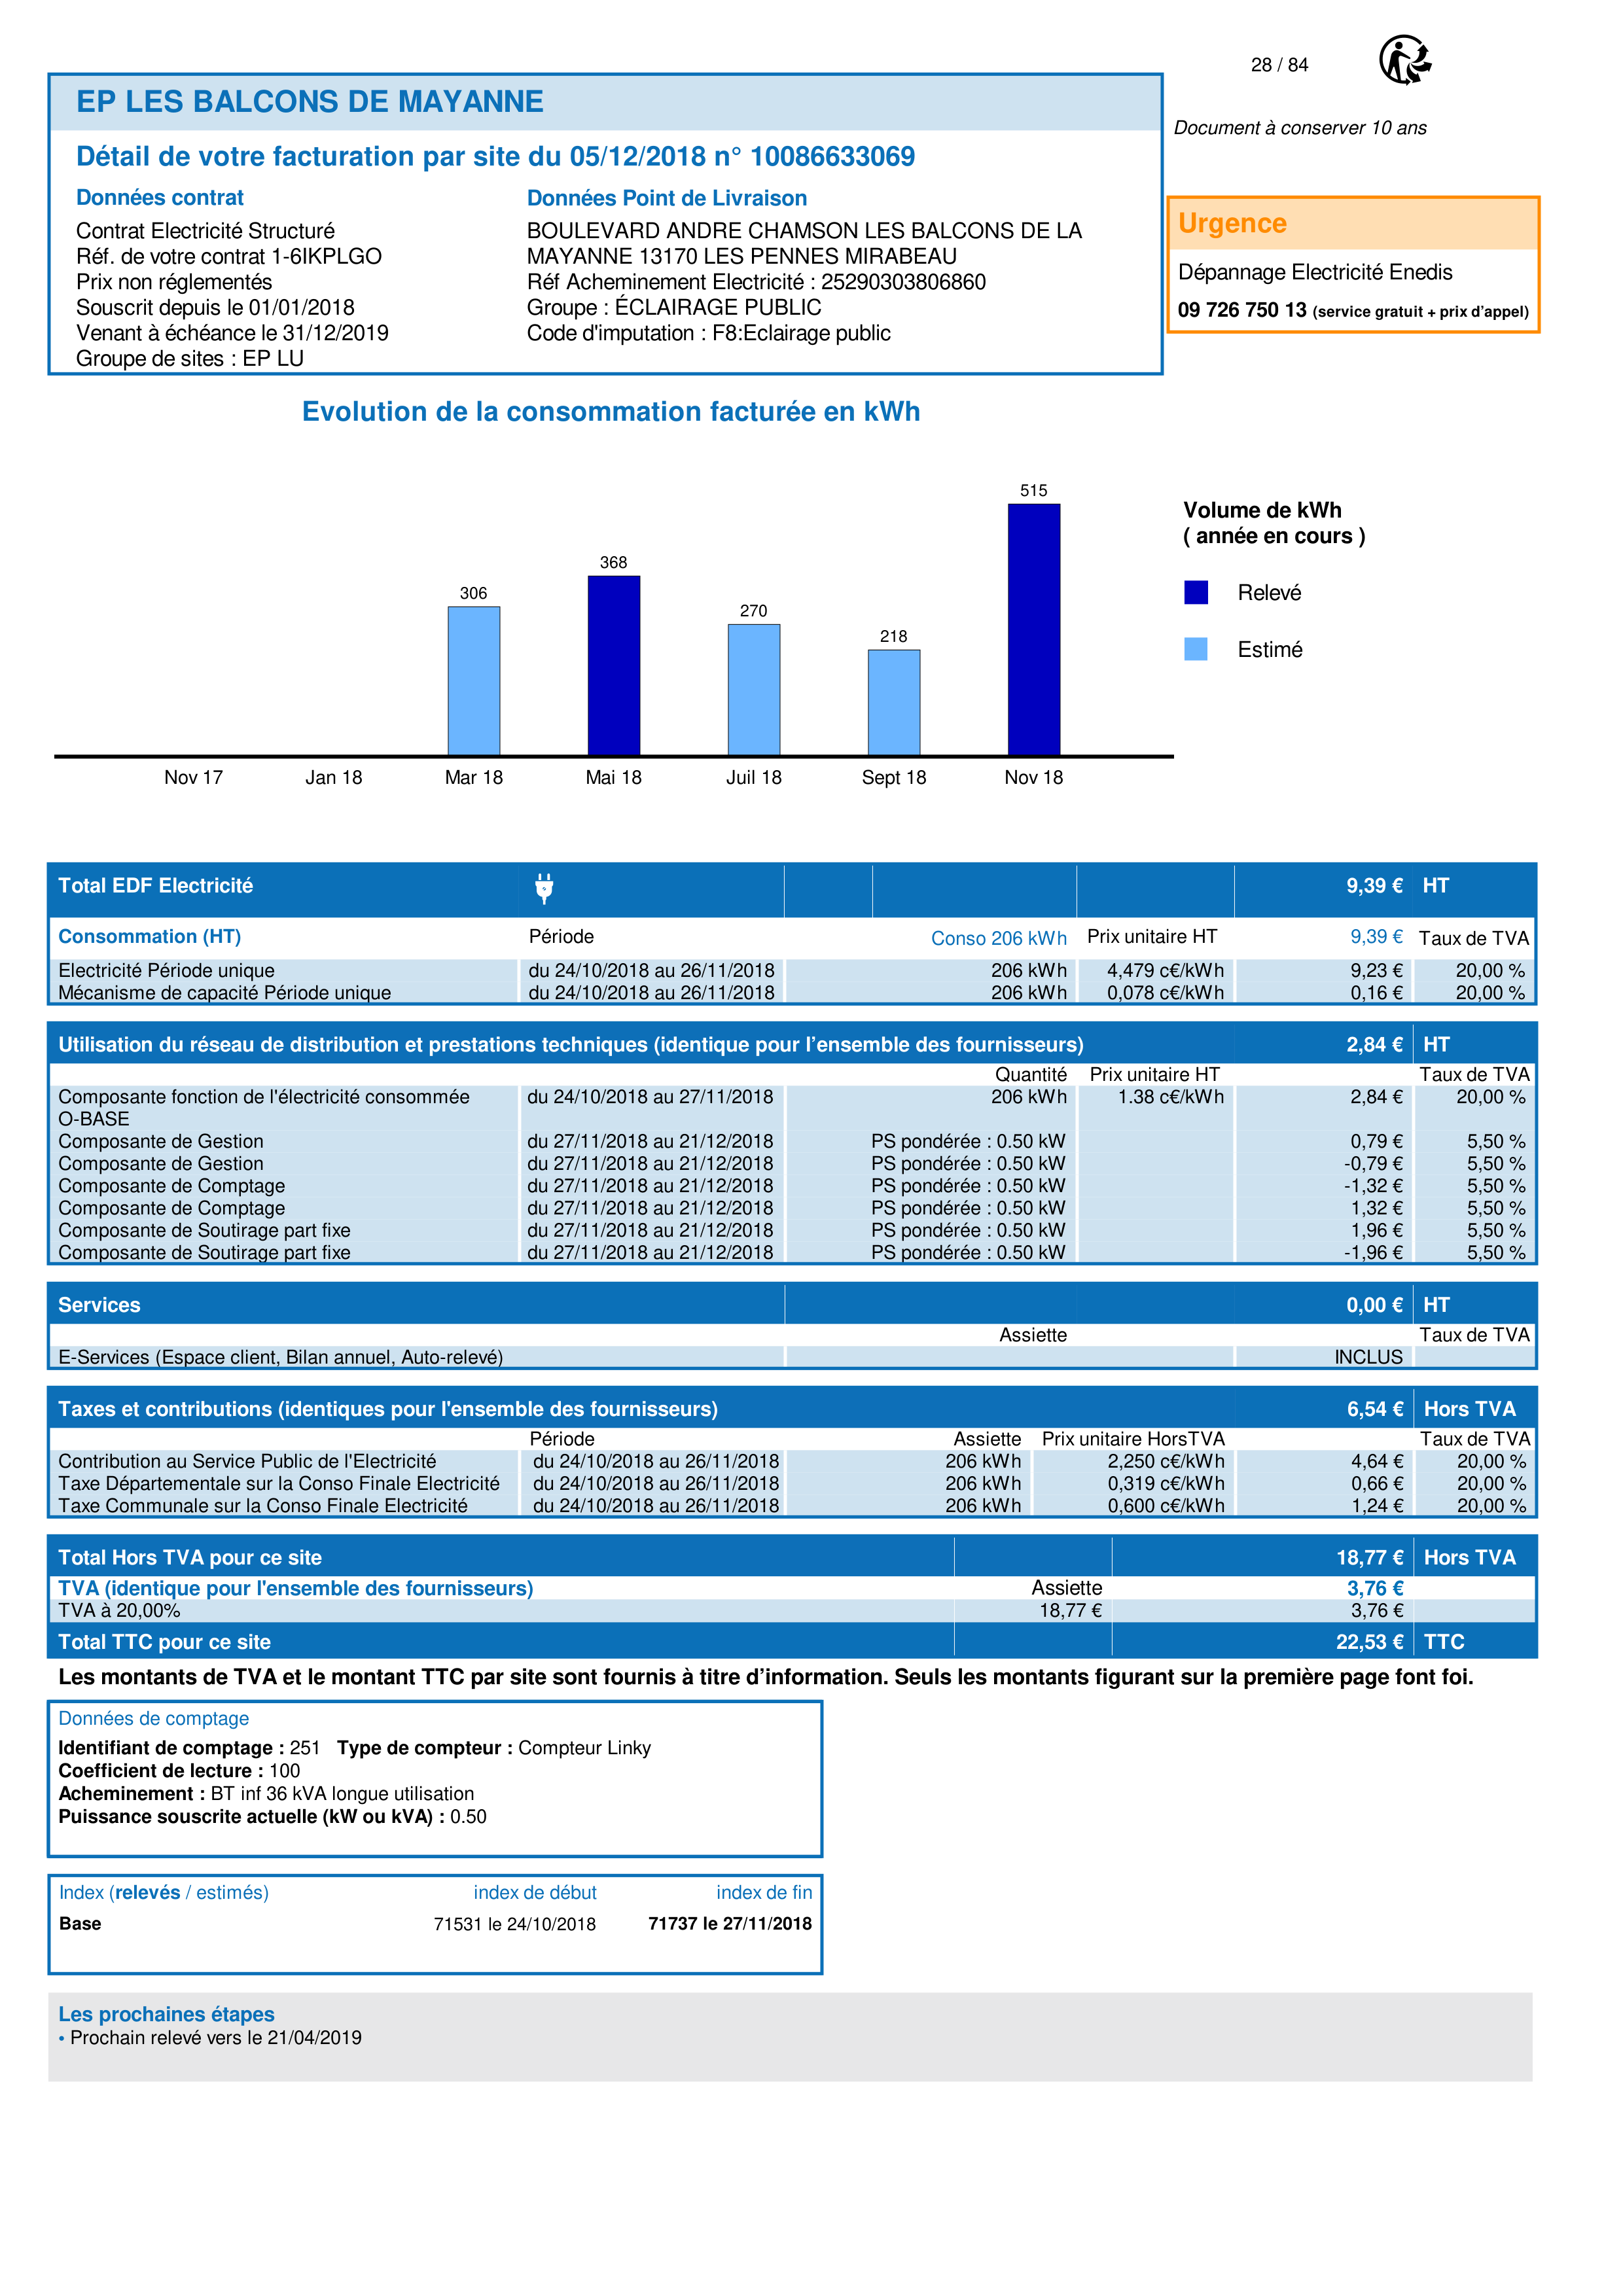 28 / 84
EP LES BALCONS DE MAYANNE
Document à conserver 10 ans
Détail de votre facturation par site du 05/12/2018 n° 10086633069
Données contrat
Contrat Electricité Structuré
Réf. de votre contrat 1-6IKPLGO
Prix non réglementés
Souscrit depuis le 01/01/2018
Venant à échéance le 31/12/2019
Groupe de sites : EP LU
Données Point de Livraison
BOULEVARD ANDRE CHAMSON LES BALCONS DE LA
MAYANNE 13170 LES PENNES MIRABEAU
Réf Acheminement Electricité : 25290303806860
Groupe : ÉCLAIRAGE PUBLIC
Code d'imputation : F8:Eclairage public
Urgence
Dépannage Electricité Enedis
09 726 750 13 (service gratuit + prix d’appel)
Evolution de la consommation facturée en kWh
515
368
306
270
218
Nov 17 Jan 18 Mar 18 Mai 18 Juil 18 Sept 18 Nov 18
Volume de kWh
( année en cours )
Relevé
Estimé
Total EDF Electricité 9,39 € HT
Consommation (HT) Période Conso 206 kWh Prix unitaire HT 9,39 € Taux de TVA
Electricité Période unique du 24/10/2018 au 26/11/2018 206 kWh 4,479 c€/kWh 9,23 € 20,00 %
Mécanisme de capacité Période unique du 24/10/2018 au 26/11/2018 206 kWh 0,078 c€/kWh 0,16 € 20,00 %
Utilisation du réseau de distribution et prestations techniques (identique pour l’ensemble des fournisseurs) 2,84 € HT
Quantité Prix unitaire HT Taux de TVA
Composante fonction de l'électricité consommée du 24/10/2018 au 27/11/2018 206 kWh 1.38 c€/kWh 2,84 € 20,00 %
O-BASE
Composante de Gestion du 27/11/2018 au 21/12/2018 PS pondérée : 0.50 kW 0,79 € 5,50 %
Composante de Gestion du 27/11/2018 au 21/12/2018 PS pondérée : 0.50 kW -0,79 € 5,50 %
Composante de Comptage du 27/11/2018 au 21/12/2018 PS pondérée : 0.50 kW -1,32 € 5,50 %
Composante de Comptage du 27/11/2018 au 21/12/2018 PS pondérée : 0.50 kW 1,32 € 5,50 %
Composante de Soutirage part fixe du 27/11/2018 au 21/12/2018 PS pondérée : 0.50 kW 1,96 € 5,50 %
Composante de Soutirage part fixe du 27/11/2018 au 21/12/2018 PS pondérée : 0.50 kW -1,96 € 5,50 %
Services 0,00 € HT
Assiette Taux de TVA
E-Services (Espace client, Bilan annuel, Auto-relevé) INCLUS
Taxes et contributions (identiques pour l'ensemble des fournisseurs) 6,54 € Hors TVA
Période Assiette Prix unitaire HorsTVA Taux de TVA
Contribution au Service Public de l'Electricité du 24/10/2018 au 26/11/2018 206 kWh 2,250 c€/kWh 4,64 € 20,00 %
Taxe Départementale sur la Conso Finale Electricité du 24/10/2018 au 26/11/2018 206 kWh 0,319 c€/kWh 0,66 € 20,00 %
Taxe Communale sur la Conso Finale Electricité du 24/10/2018 au 26/11/2018 206 kWh 0,600 c€/kWh 1,24 € 20,00 %
Total Hors TVA pour ce site 18,77 € Hors TVA
TVA (identique pour l'ensemble des fournisseurs) Assiette 3,76 €
TVA à 20,00% 18,77 € 3,76 €
Total TTC pour ce site 22,53 € TTC
Les montants de TVA et le montant TTC par site sont fournis à titre d’information. Seuls les montants figurant sur la première page font foi.
Données de comptage
Identifiant de comptage : 251 Type de compteur : Compteur Linky
Coefficient de lecture : 100
Acheminement : BT inf 36 kVA longue utilisation
Puissance souscrite actuelle (kW ou kVA) : 0.50
Index (relevés / estimés) index de début index de fin
Base 71531 le 24/10/2018 71737 le 27/11/2018
Les prochaines étapes
• Prochain relevé vers le 21/04/2019